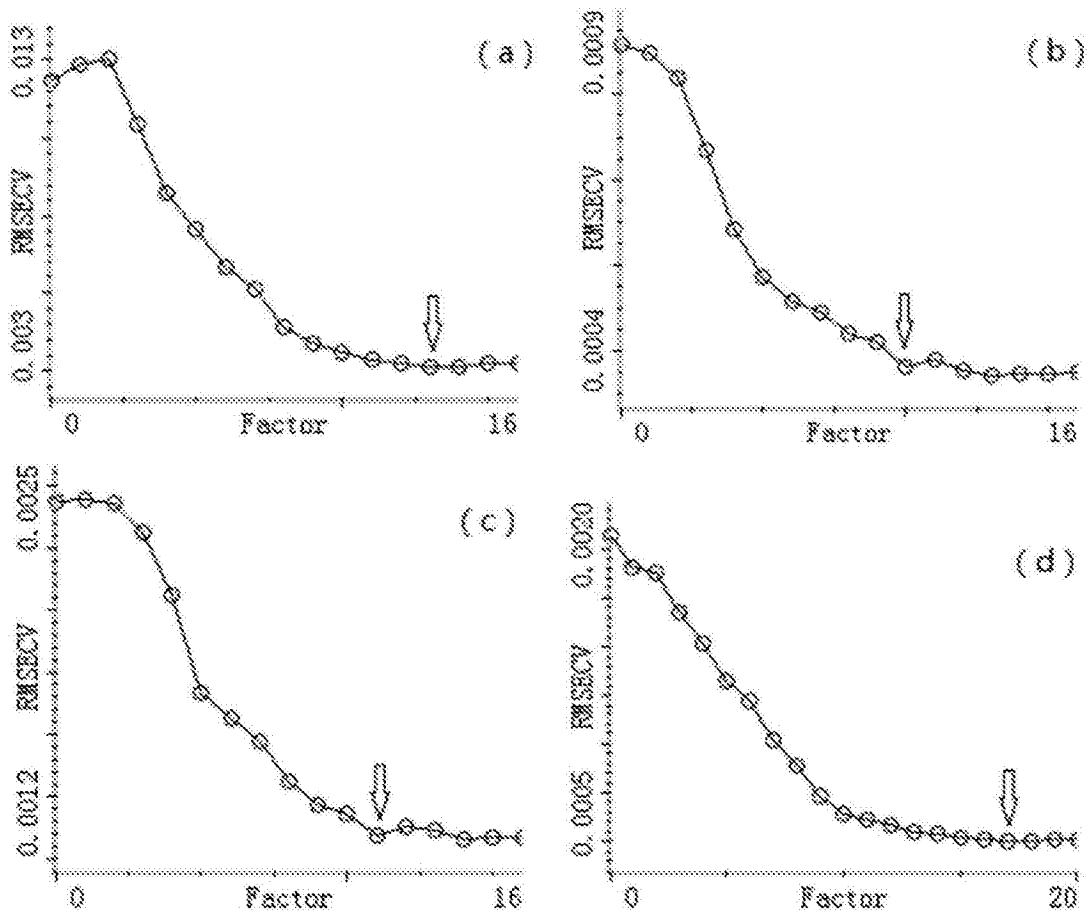 (a)
0.013
RMSECV
0.003
0
Factor
16
(b)
0.0009
RMSECV
0.0004
0
Factor
16
(c)
0.0025
RMSECV
0.0012
0
Factor
16
(d)
0.0020
RMSECV
0.0005
0
Factor
20